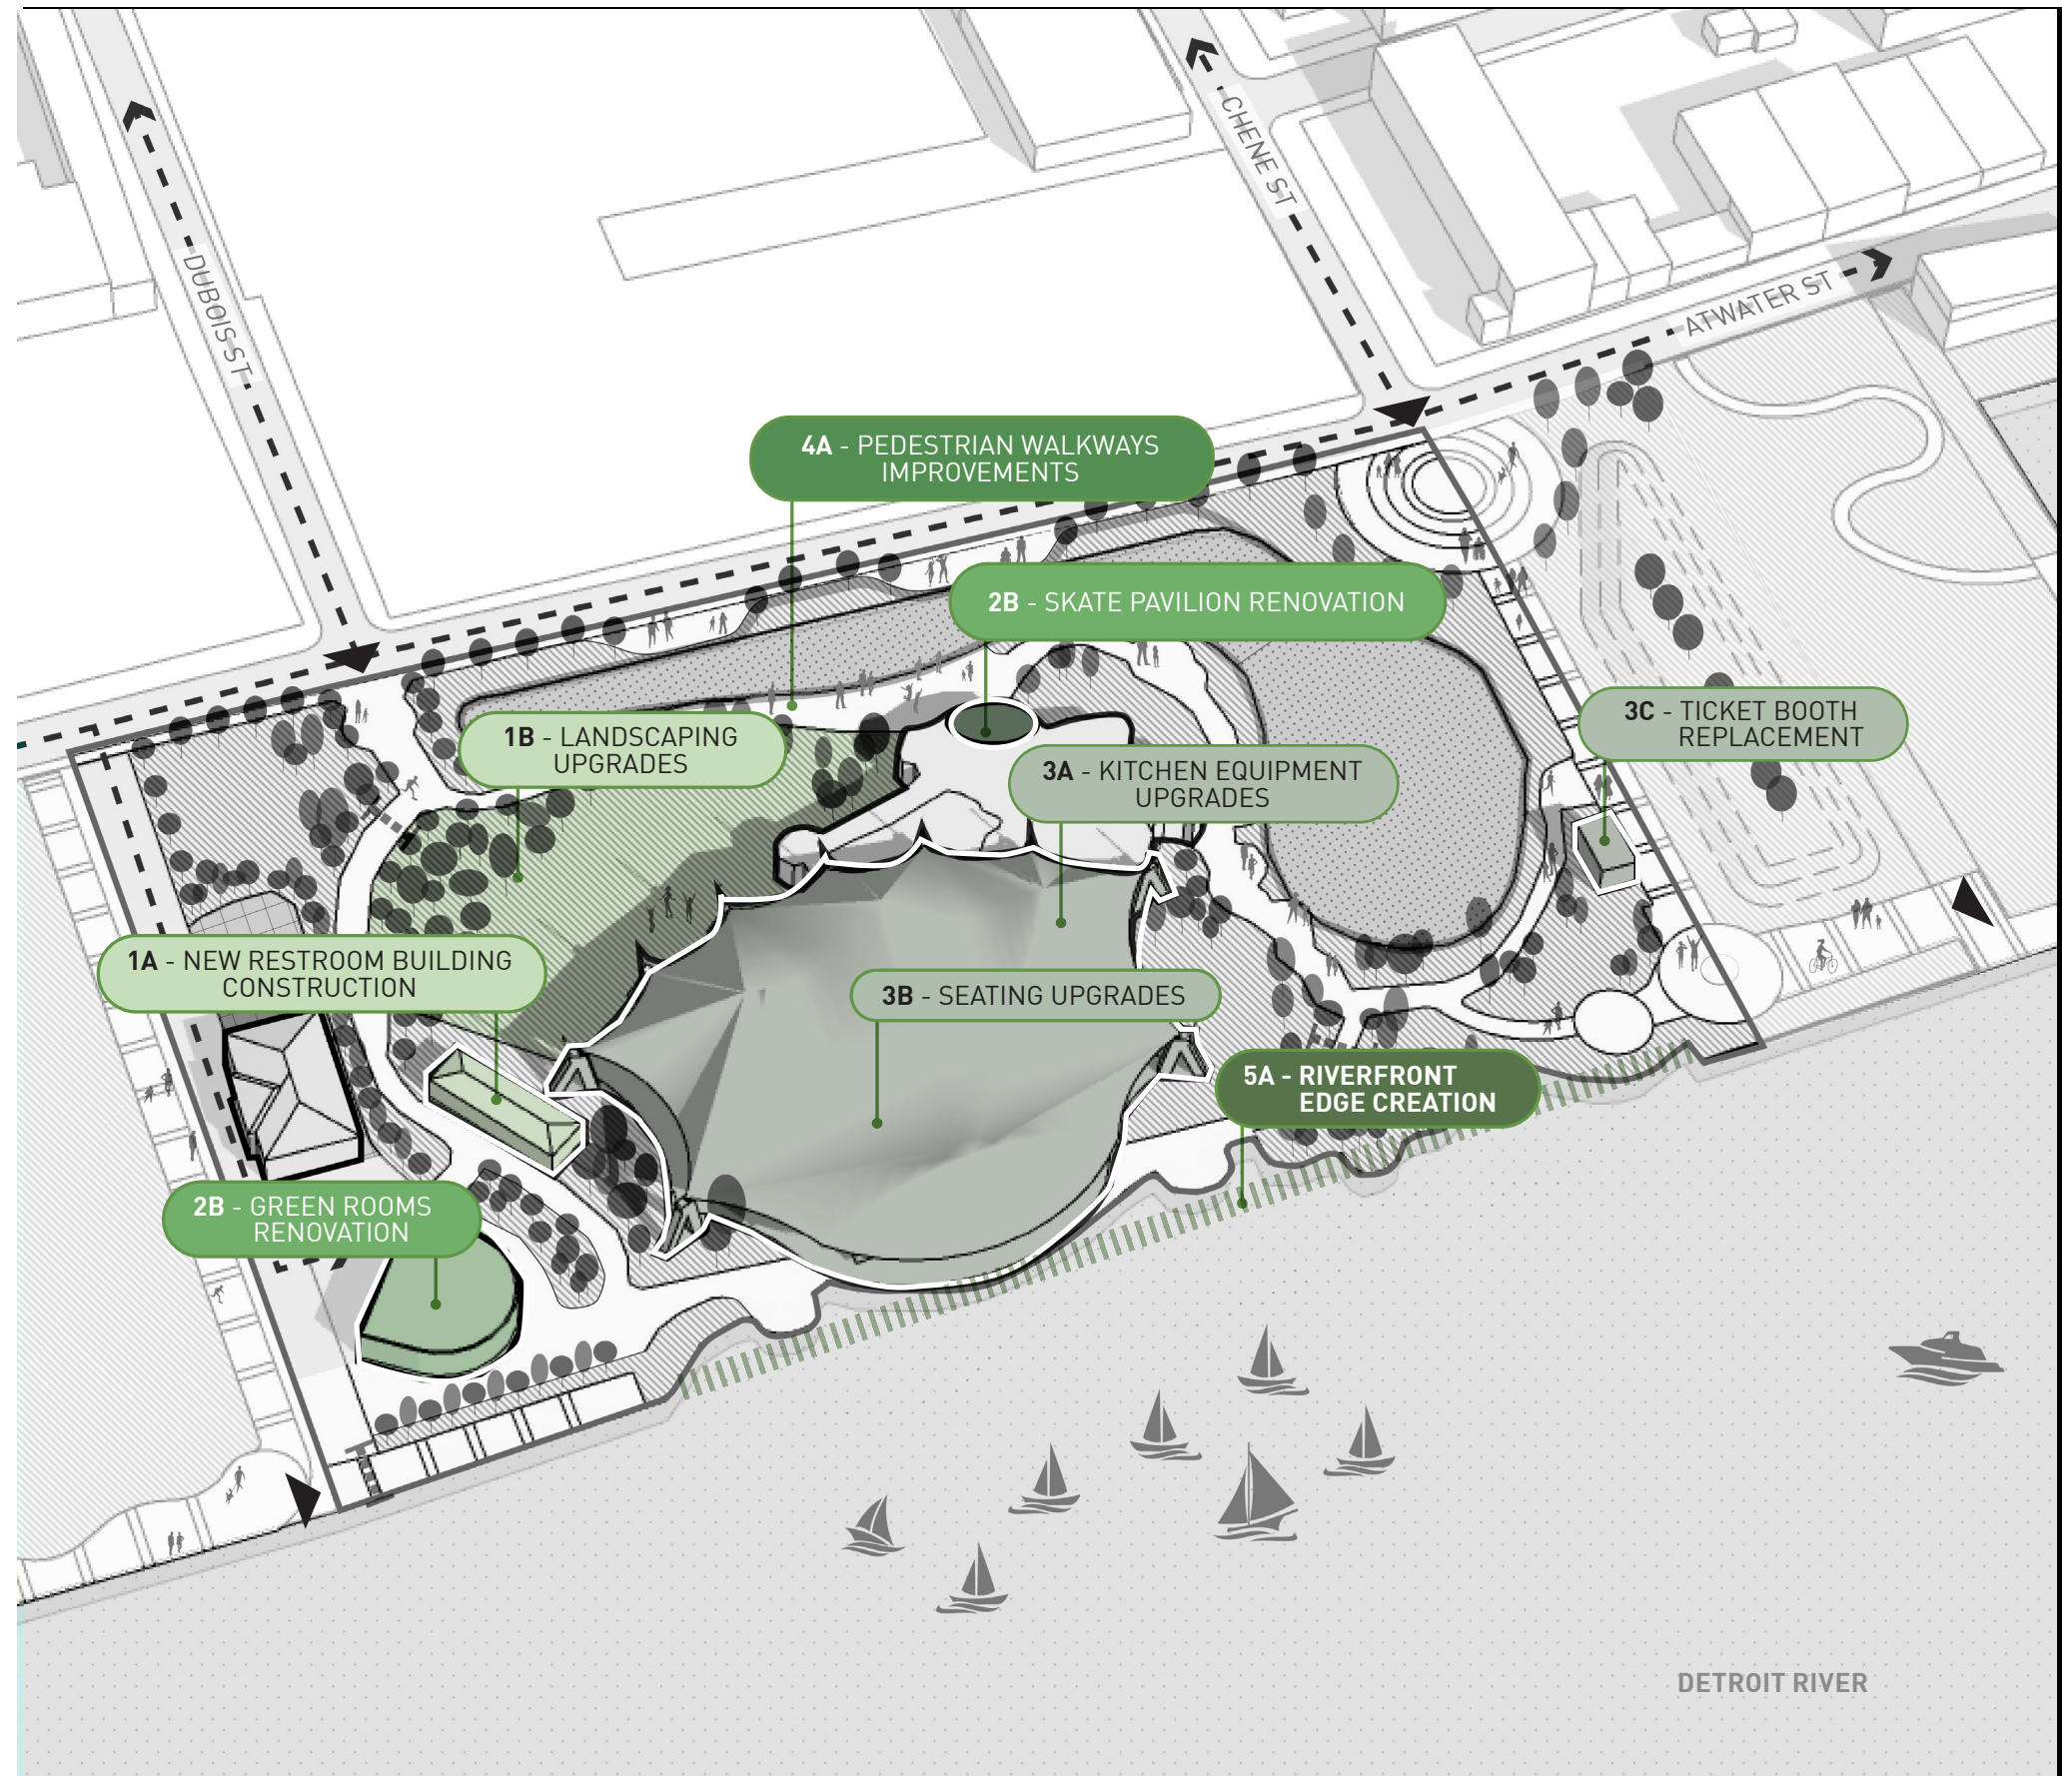 CHENE ST
DUBOIS ST
ATWATER ST
4A - PEDESTRIAN WALKWAYS
IMPROVEMENTS
2B - SKATE PAVILION RENOVATION
1B - LANDSCAPING
UPGRADES
3C - TICKET BOOTH
REPLACEMENT
3A - KITCHEN EQUIPMENT
UPGRADES
1A - NEW RESTROOM BUILDING
CONSTRUCTION
3B - SEATING UPGRADES
5A - RIVERFRONT
EDGE CREATION
2B - GREEN ROOMS
RENOVATION
DETROIT RIVER